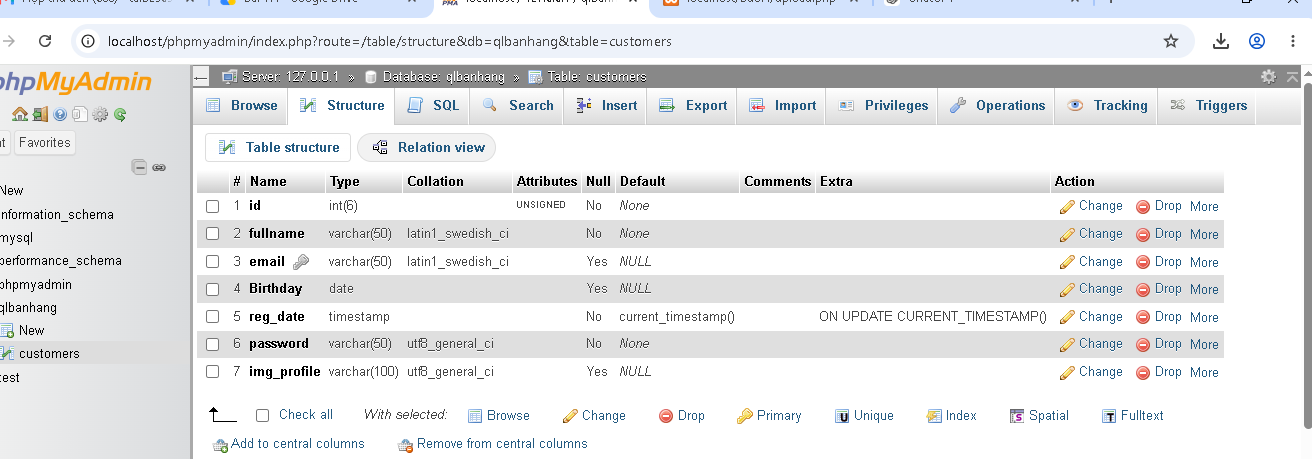 localhost/phpmyadmin/index.php?route=/table/structure&db=qlbanhang&table=customers
phpMyAdmin
Server: 127.0.0.1 » Database: qlbanhang » Table: customers
Browse Structure SQL Search Insert Export Import Privileges Operations Tracking Triggers
Favorites
Table structure Relation view
# Name Type Collation Attributes Null Default Comments Extra Action
1 id int(6) UNSIGNED No None Change Drop More
2 fullname varchar(50) latin1_swedish_ci No None Change Drop More
3 email varchar(50) latin1_swedish_ci Yes NULL Change Drop More
4 Birthday date Yes NULL Change Drop More
5 reg_date timestamp No current_timestamp() ON UPDATE CURRENT_TIMESTAMP() Change Drop More
6 password varchar(50) utf8_general_ci No None Change Drop More
7 img_profile varchar(100) utf8_general_ci Yes NULL Change Drop More
Check all With selected: Browse Change Drop Primary Unique Index Spatial Fulltext
Add to central columns Remove from central columns
New
information_schema
mysql
performance_schema
phpmyadmin
qlbanhang
New
customers
test